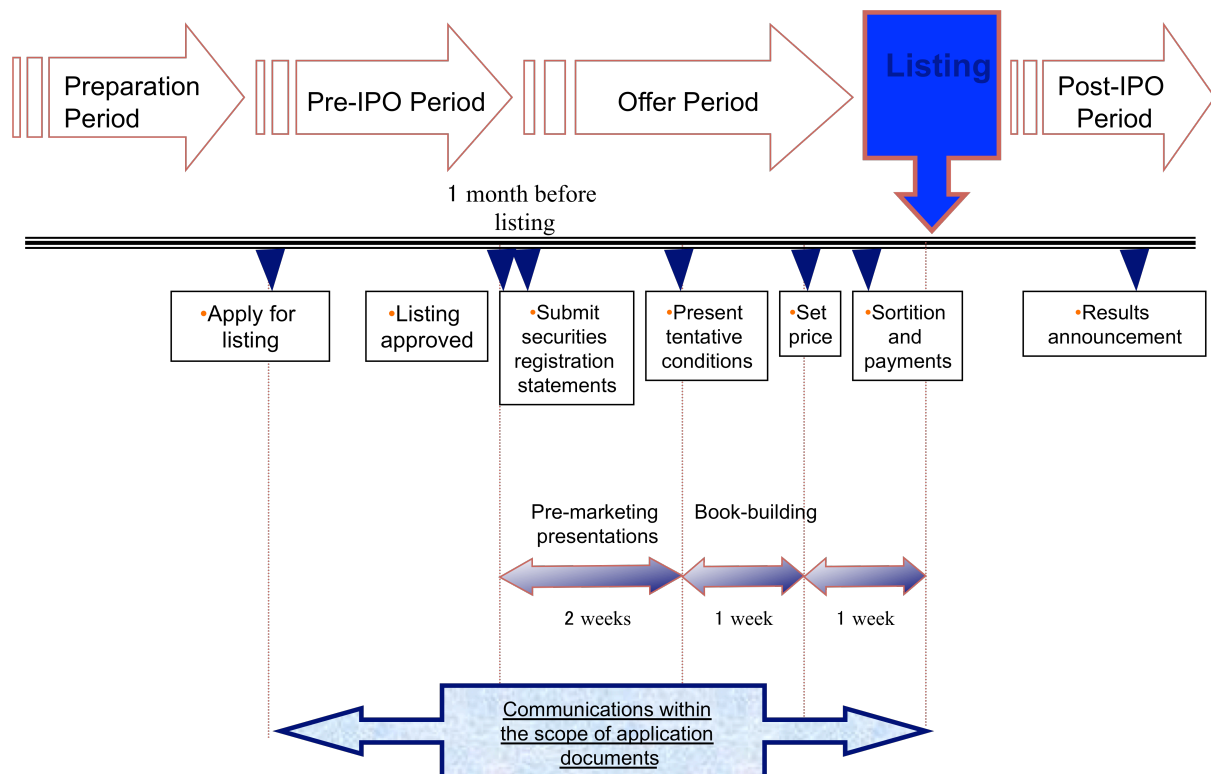 Preparation
Period
Pre-IPO Period
Offer Period
Listing
Post-IPO
Period
1 month before
listing
•Apply for
listing
•Listing
approved
•Submit
securities
registration
statements
•Present
tentative
conditions
•Set
price
•Sortition
and
payments
•Results
announcement
Pre-marketing
presentations
Book-building
2 weeks
1 week
1 week
Communications within
the scope of application
documents